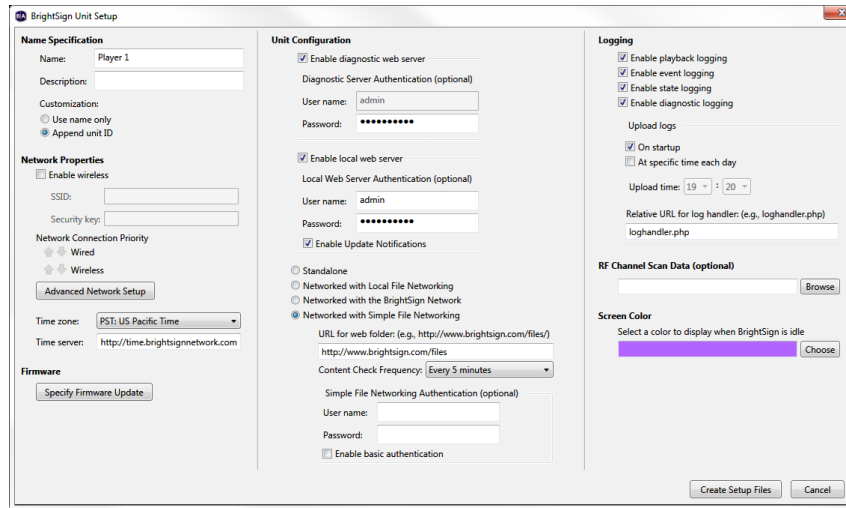 BrightSign Unit Setup
Name Specification
Name: Player 1
Description:
Customization:
Use name only
Append unit ID
Network Properties
Enable wireless
SSID:
Security key:
Network Connection Priority
Wired
Wireless
Advanced Network Setup
Time zone: PST: US Pacific Time
Time server: http://time.brightsignnetwork.com
Firmware
Specify Firmware Update
Unit Configuration
Enable diagnostic web server
Diagnostic Server Authentication (optional)
User name: admin
Password: ••••••••••
Enable local web server
Local Web Server Authentication (optional)
User name: admin
Password: ••••••••••
Enable Update Notifications
Standalone
Networked with Local File Networking
Networked with the BrightSign Network
Networked with Simple File Networking
URL for web folder: (e.g., http://www.brightsign.com/files/)
http://www.brightsign.com/files
Content Check Frequency: Every 5 minutes
Simple File Networking Authentication (optional)
User name:
Password:
Enable basic authentication
Logging
Enable playback logging
Enable event logging
Enable state logging
Enable diagnostic logging
Upload logs
On startup
At specific time each day
Upload time: 19 : 20
Relative URL for log handler: (e.g., loghandler.php)
loghandler.php
RF Channel Scan Data (optional)
Browse
Screen Color
Select a color to display when BrightSign is idle
Choose
Create Setup Files
Cancel